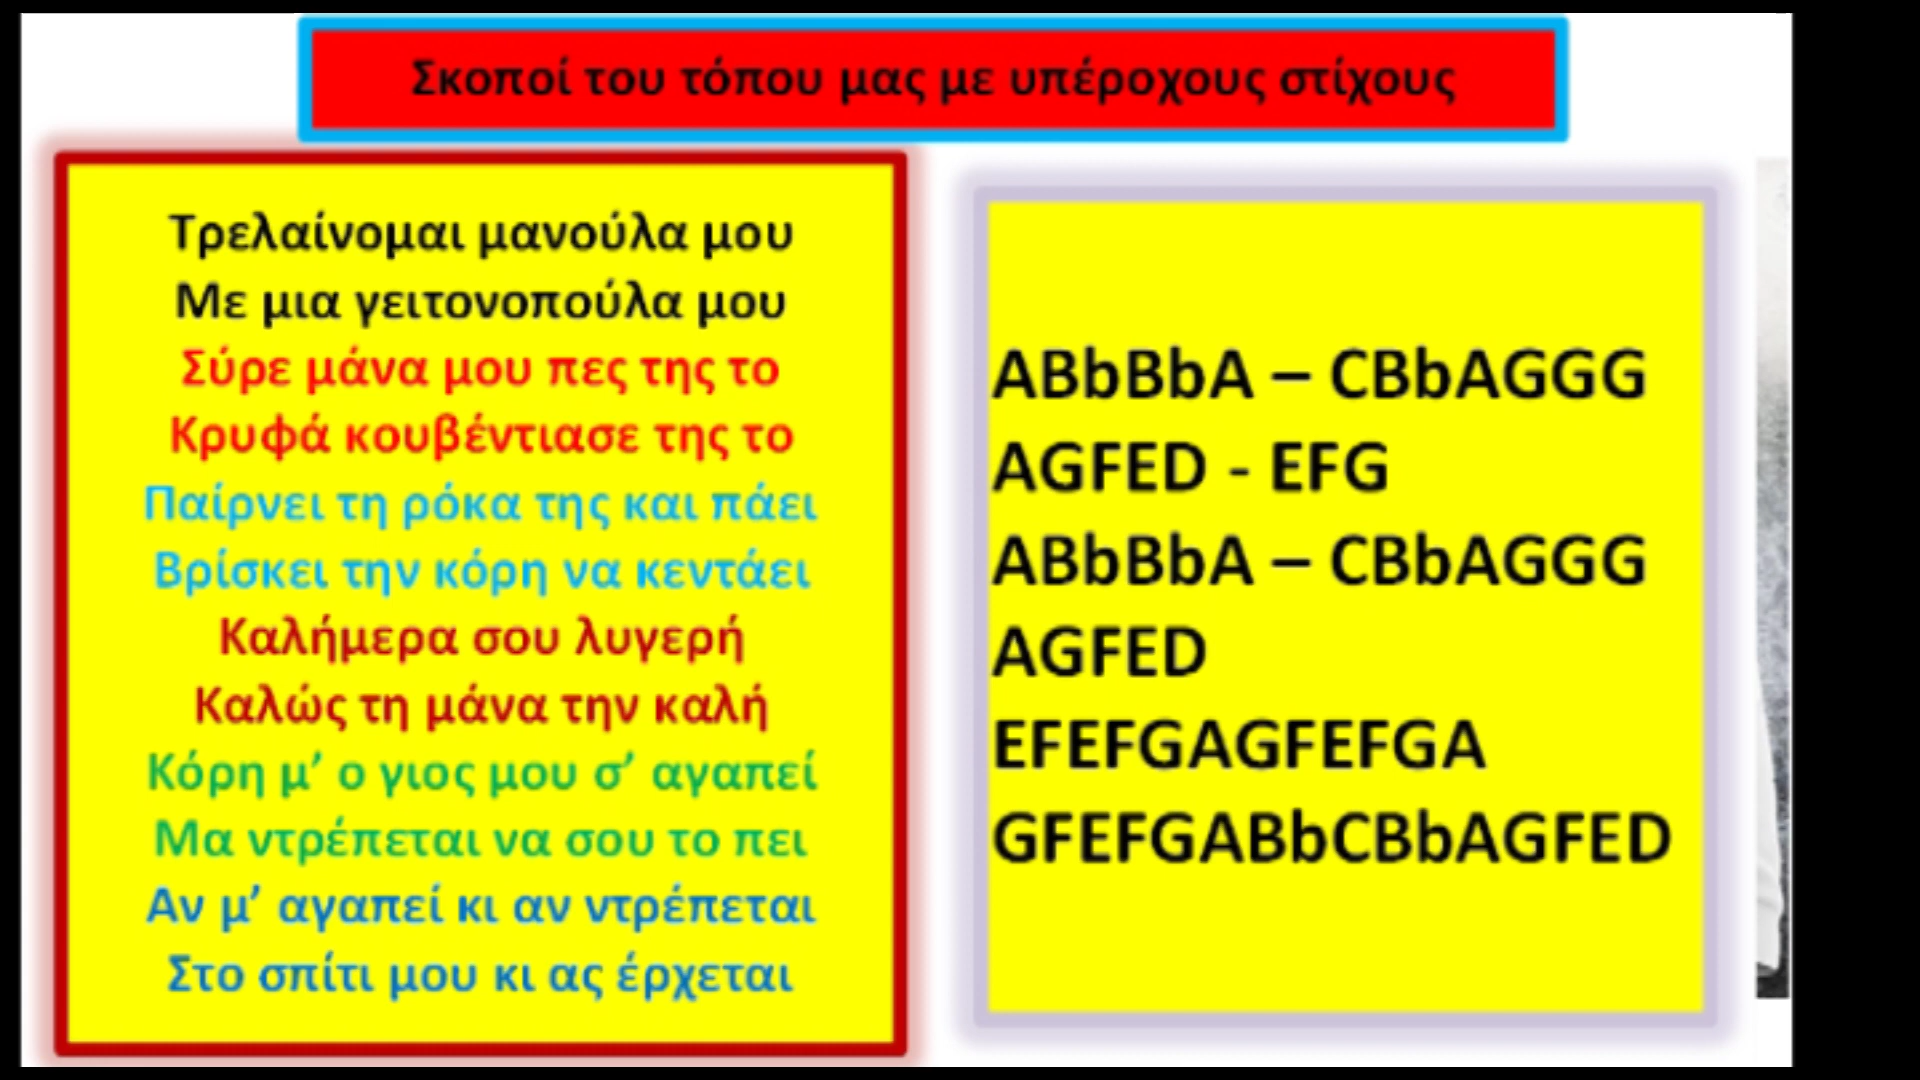 Σκοποί του τόπου μας με υπέροχους στίχους
Τρελαίνομαι μανούλα μου
Με μια γειτονοπούλα μου
Σύρε μάνα μου πες της το
Κρυφά κουβέντιασε της το
Παίρνει τη ρόκα της και πάει
Βρίσκει την κόρη να κεντάει
Καλήμερα σου λυγερή
Καλώς τη μάνα την καλή
Κόρη μ’ ο γιος μου σ’ αγαπεί
Μα ντρέπεται να σου το πει
Αν μ’ αγαπεί κι αν ντρέπεται
Στο σπίτι μου κι ας έρχεται
ABbBbA – CBbAGGG
AGFED - EFG
ABbBbA – CBbAGGG
AGFED
EFEFGAGFEFGA
GFEFGABbCBbAGFED